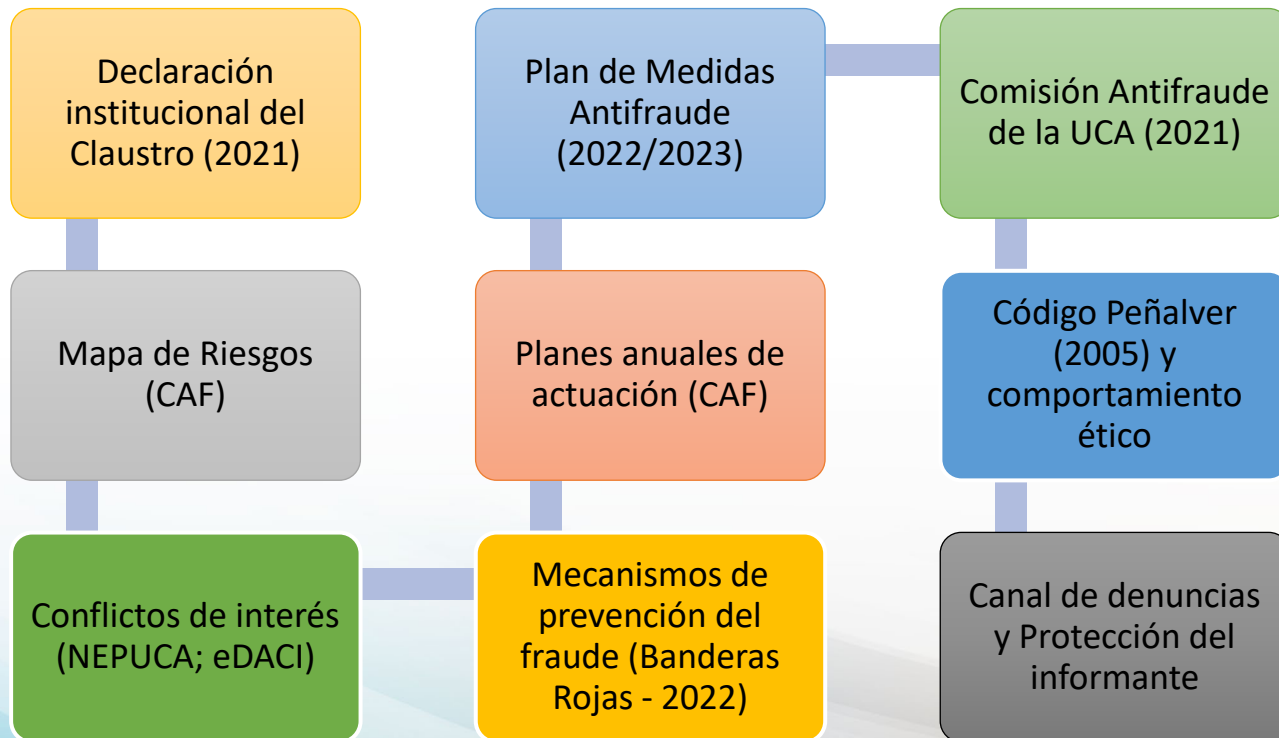 Declaración
institucional del
Claustro (2021)
Mapa de Riesgos
(CAF)
Conflictos de interés
(NEPUCA; eDACI)
Mecanismos de
prevención del
fraude (Banderas
Rojas - 2022)
Planes anuales de
actuación (CAF)
Plan de Medidas
Antifraude
(2022/2023)
Comisión Antifraude
de la UCA (2021)
Código Peñalver
(2005) y
comportamiento
ético
Canal de denuncias
y Protección del
informante